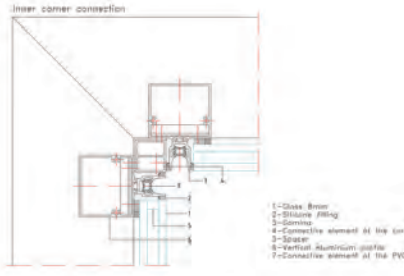 Inner corner connection
1-Glass 8mm
2-Silicone filling
3-Gaming
4-Connective element of the
5-Spacer
6-Vertical Aluminium profile
7-Connective element of the PVC